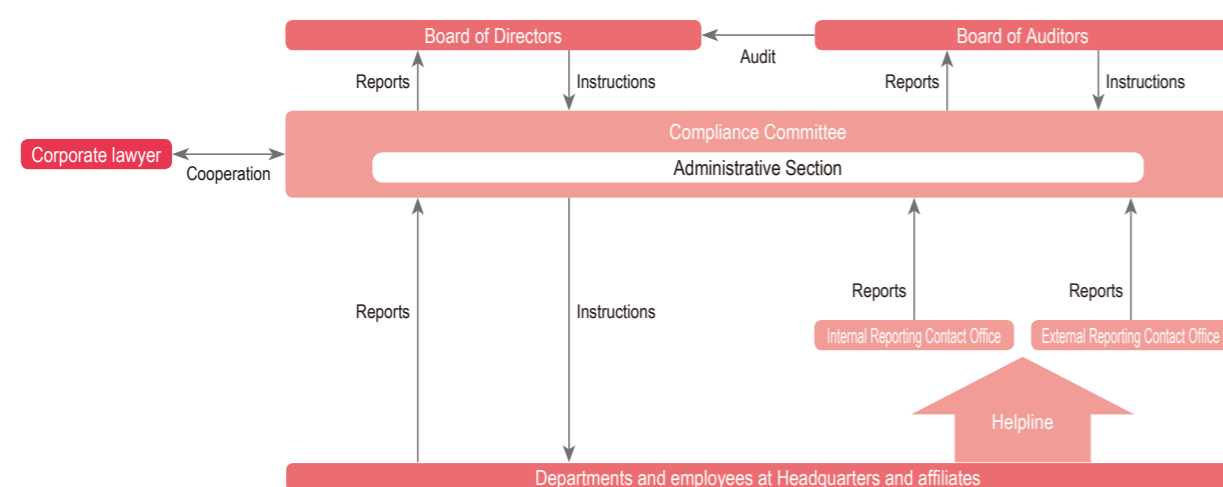 Board of Directors
Board of Auditors
Audit
Reports
Instructions
Reports
Instructions
Compliance Committee
Corporate lawyer
Cooperation
Administrative Section
Reports
Instructions
Reports
Reports
Internal Reporting Contact Office
External Reporting Contact Office
Helpline
Departments and employees at Headquarters and affiliates